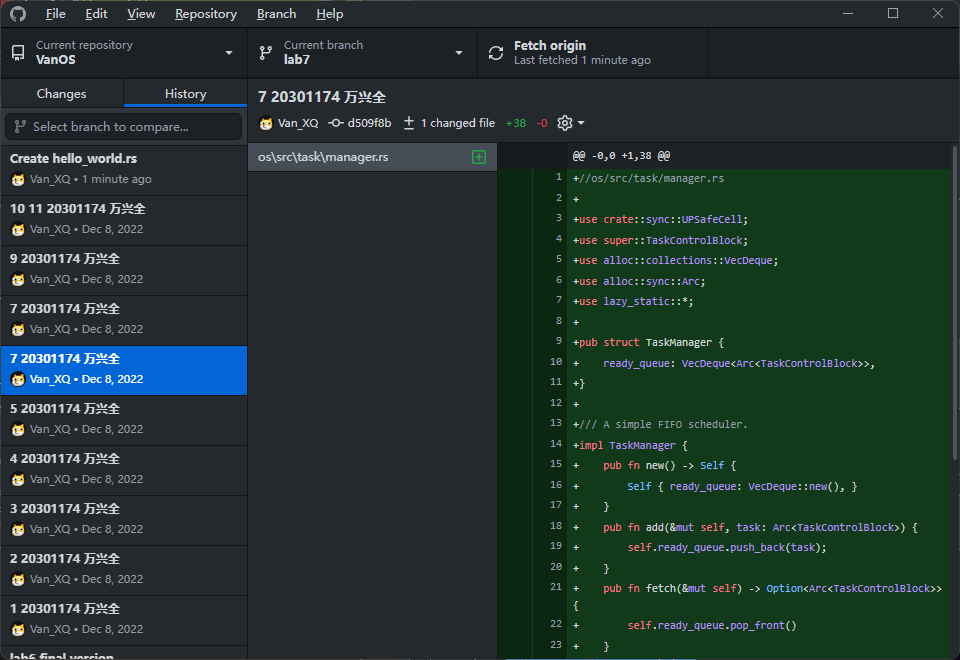 File Edit View Repository Branch Help
Current repository
VanOS
Current branch
lab7
Fetch origin
Last fetched 1 minute ago
Changes
History
Select branch to compare...
Create hello_world.rs
Van_XQ • 1 minute ago
10 11 20301174 万兴全
Van_XQ • Dec 8, 2022
9 20301174 万兴全
Van_XQ • Dec 8, 2022
7 20301174 万兴全
Van_XQ • Dec 8, 2022
7 20301174 万兴全
Van_XQ • Dec 8, 2022
5 20301174 万兴全
Van_XQ • Dec 8, 2022
4 20301174 万兴全
Van_XQ • Dec 8, 2022
3 20301174 万兴全
Van_XQ • Dec 8, 2022
2 20301174 万兴全
Van_XQ • Dec 8, 2022
1 20301174 万兴全
Van_XQ • Dec 8, 2022
lab6 final version
7 20301174 万兴全
Van_XQ d509f8b 1 changed file +38 -0
os\src\task\manager.rs
@@ -0,0 +1,38 @@
1 +//os/src/task/manager.rs
2 +
3 +use crate::sync::UPSafeCell;
4 +use super::TaskControlBlock;
5 +use alloc::collections::VecDeque;
6 +use alloc::sync::Arc;
7 +use lazy_static::*;
8 +
9 +pub struct TaskManager {
10 +    ready_queue: VecDeque<Arc<TaskControlBlock>>,
11 +}
12 +
13 +/// A simple FIFO scheduler.
14 +impl TaskManager {
15 +    pub fn new() -> Self {
16 +        Self { ready_queue: VecDeque::new(), }
17 +    }
18 +    pub fn add(&mut self, task: Arc<TaskControlBlock>) {
19 +        self.ready_queue.push_back(task);
20 +    }
21 +    pub fn fetch(&mut self) -> Option<Arc<TaskControlBlock>>
{
22 +        self.ready_queue.pop_front()
23 +    }